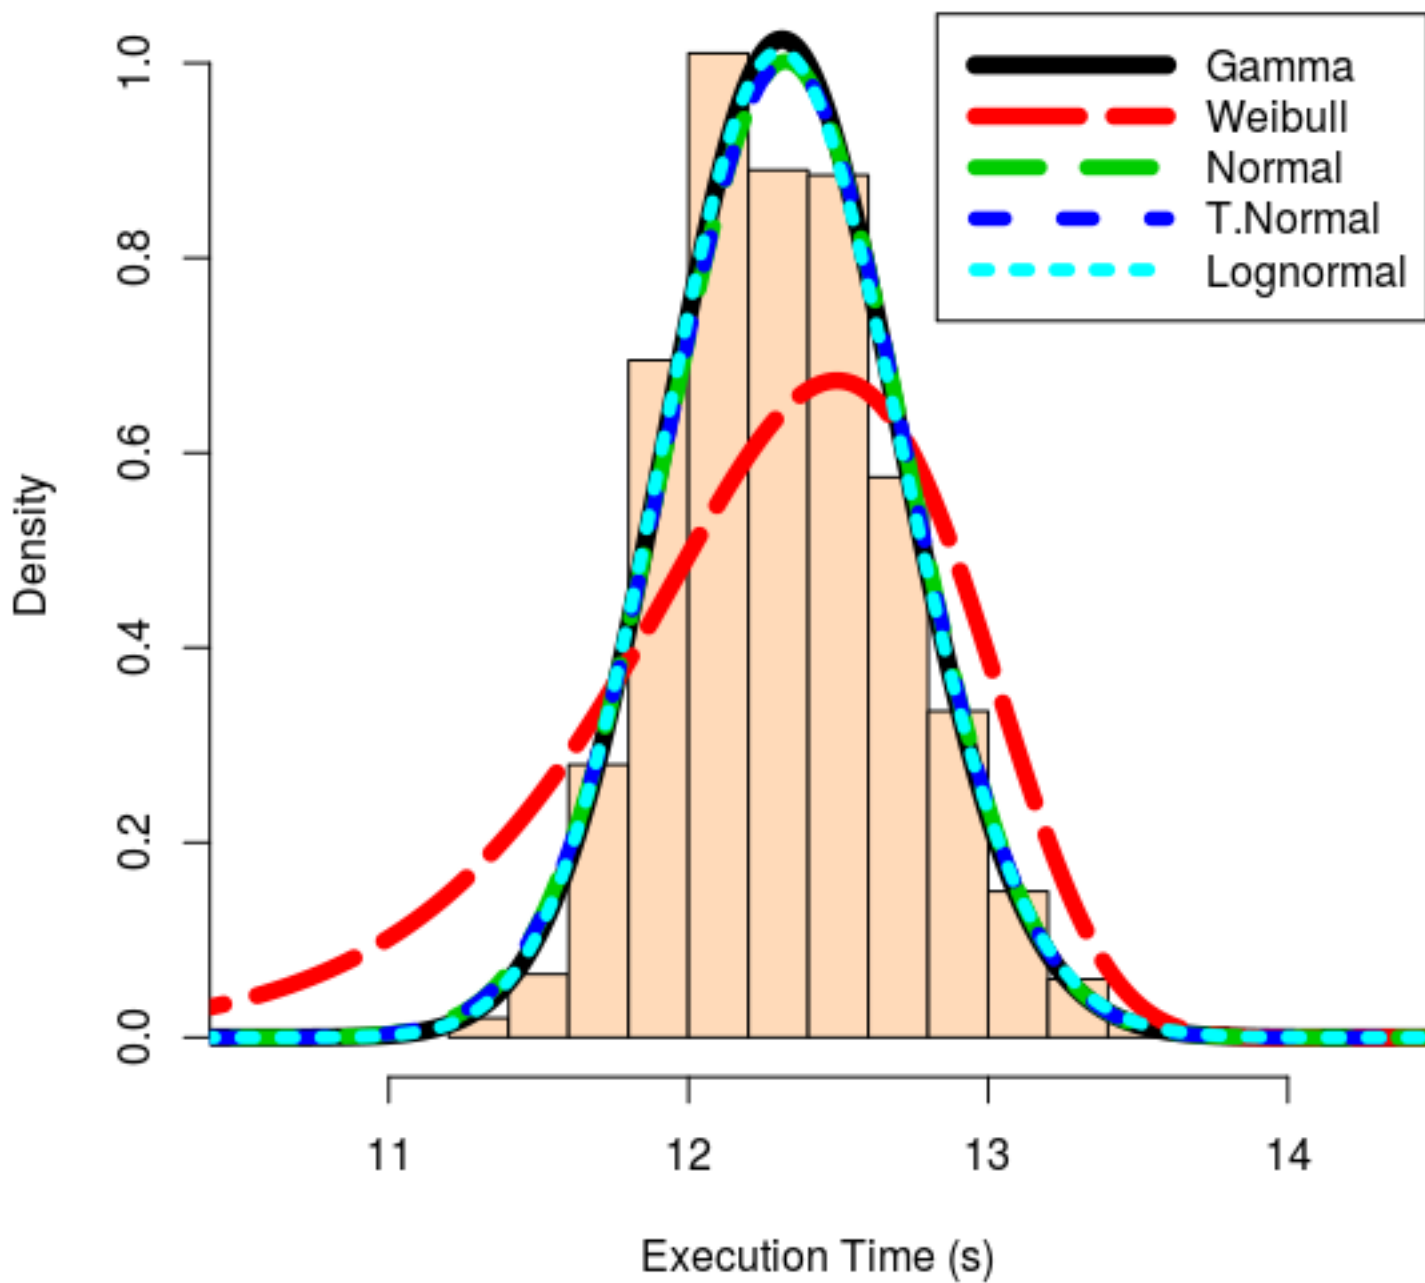 Gamma
Weibull
Normal
T.Normal
Lognormal
Density
1.0
0.8
0.6
0.4
0.2
0.0
11 12 13 14
Execution Time (s)